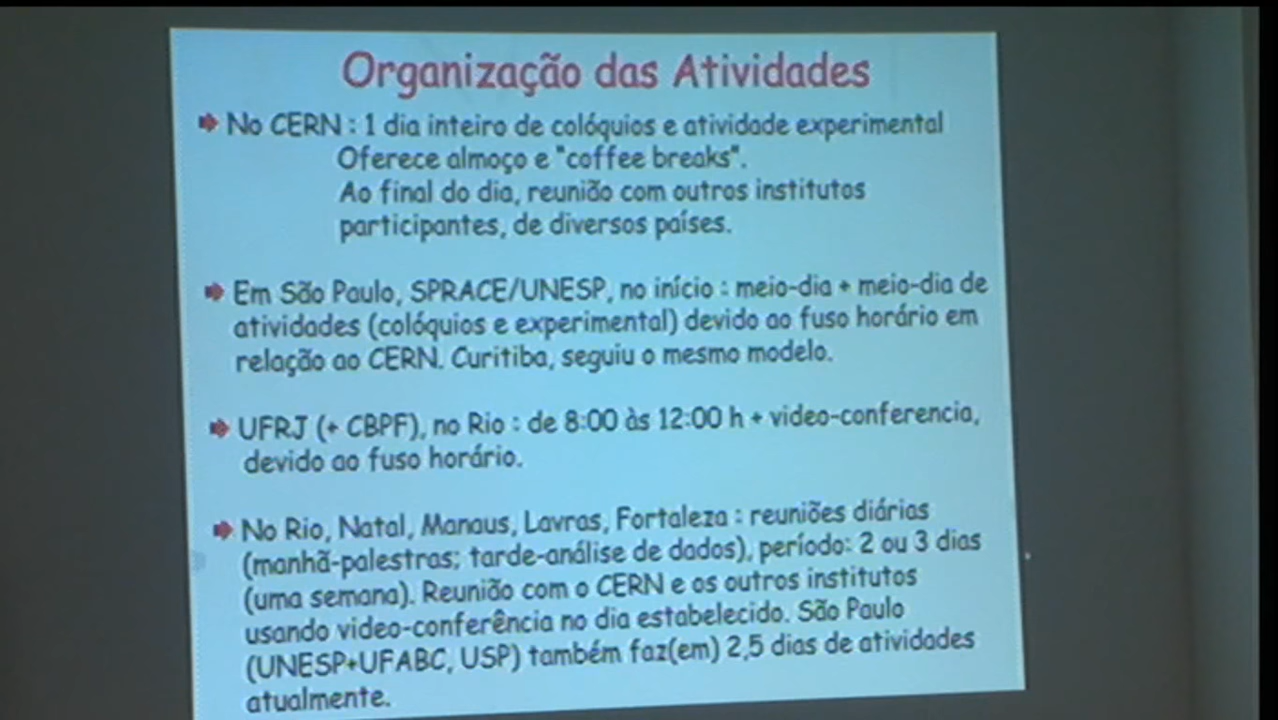 Organização das Atividades
No CERN : 1 dia inteiro de colóquios e atividade experimental
Oferece almoço e "coffee breaks".
Ao final do dia, reunião com outros institutos
participantes, de diversos países.
Em São Paulo, SPRACE/UNESP, no início : meio-dia + meio-dia de
atividades (colóquios e experimental) devido ao fuso horário em
relação ao CERN. Curitiba, seguiu o mesmo modelo.
UFRJ (+ CBPF), no Rio : de 8:00 às 12:00 h + video-conferencia,
devido ao fuso horário.
No Rio, Natal, Manaus, Lavras, Fortaleza : reuniões diárias
(manhã-palestras; tarde-análise de dados), período: 2 ou 3 dias
(uma semana). Reunião com o CERN e os outros institutos
usando video-conferência no dia estabelecido. São Paulo
(UNESP+UFABC, USP) também faz(em) 2,5 dias de atividades
atualmente.